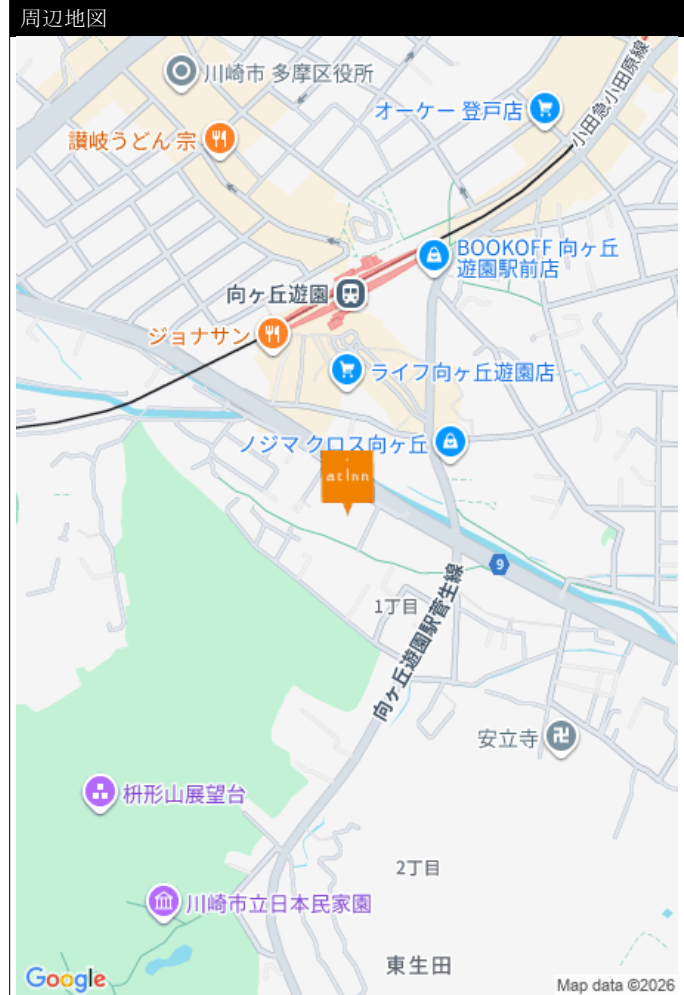 周辺地図
川崎市 多摩区役所
オーケー 登戸店
小田急小田原線
讃岐うどん 宗
BOOKOFF 向ヶ丘
遊園駅前店
向ヶ丘遊園
ジョナサン
ライフ向ヶ丘遊園店
ノジマ クロス向ヶ丘
at inn
9
1丁目
向ヶ丘遊園駅菅生線
安立寺
枡形山展望台
2丁目
川崎市立日本民家園
東生田
Google
Map data ©2026